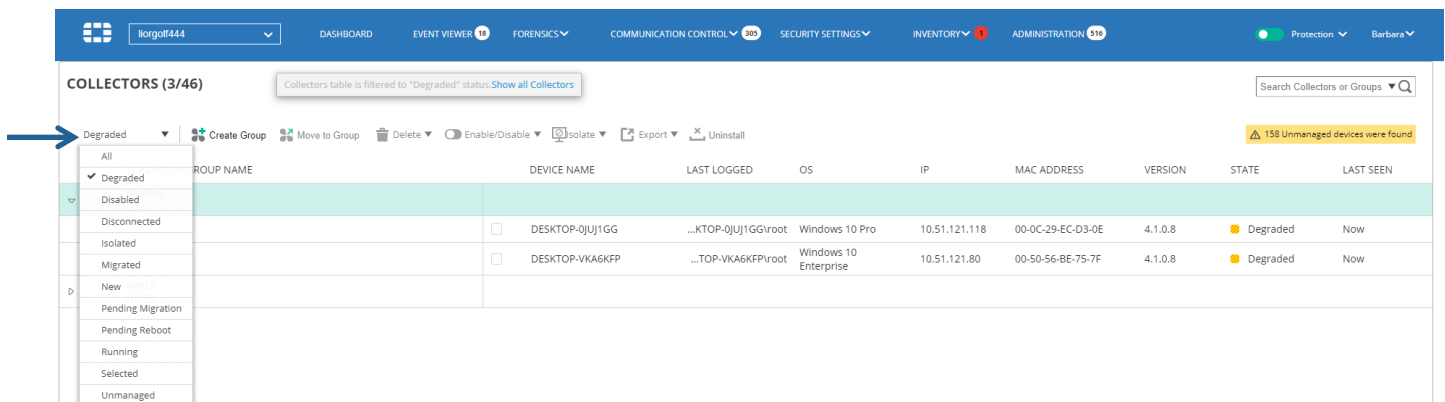 liorgolf444 DASHBOARD EVENT VIEWER 18 FORENSICS COMMUNICATION CONTROL 305 SECURITY SETTINGS INVENTORY 1 ADMINISTRATION 516 Protection Barbara
COLLECTORS (3/46) Collectors table is filtered to "Degraded" status.Show all Collectors Search Collectors or Groups
Degraded Create Group Move to Group Delete Enable/Disable Isolate Export Uninstall 158 Unmanaged devices were found
All
GROUP NAME DEVICE NAME LAST LOGGED OS IP MAC ADDRESS VERSION STATE LAST SEEN
Degraded
Disabled
Disconnected
DESKTOP-0JUJ1GG ...KTOP-0JUJ1GG\root Windows 10 Pro 10.51.121.118 00-0C-29-EC-D3-0E 4.1.0.8 Degraded Now
Isolated
DESKTOP-VKA6KFP ...TOP-VKA6KFP\root Windows 10 Enterprise 10.51.121.80 00-50-56-BE-75-7F 4.1.0.8 Degraded Now
Migrated
New
Pending Migration
Pending Reboot
Running
Selected
Unmanaged